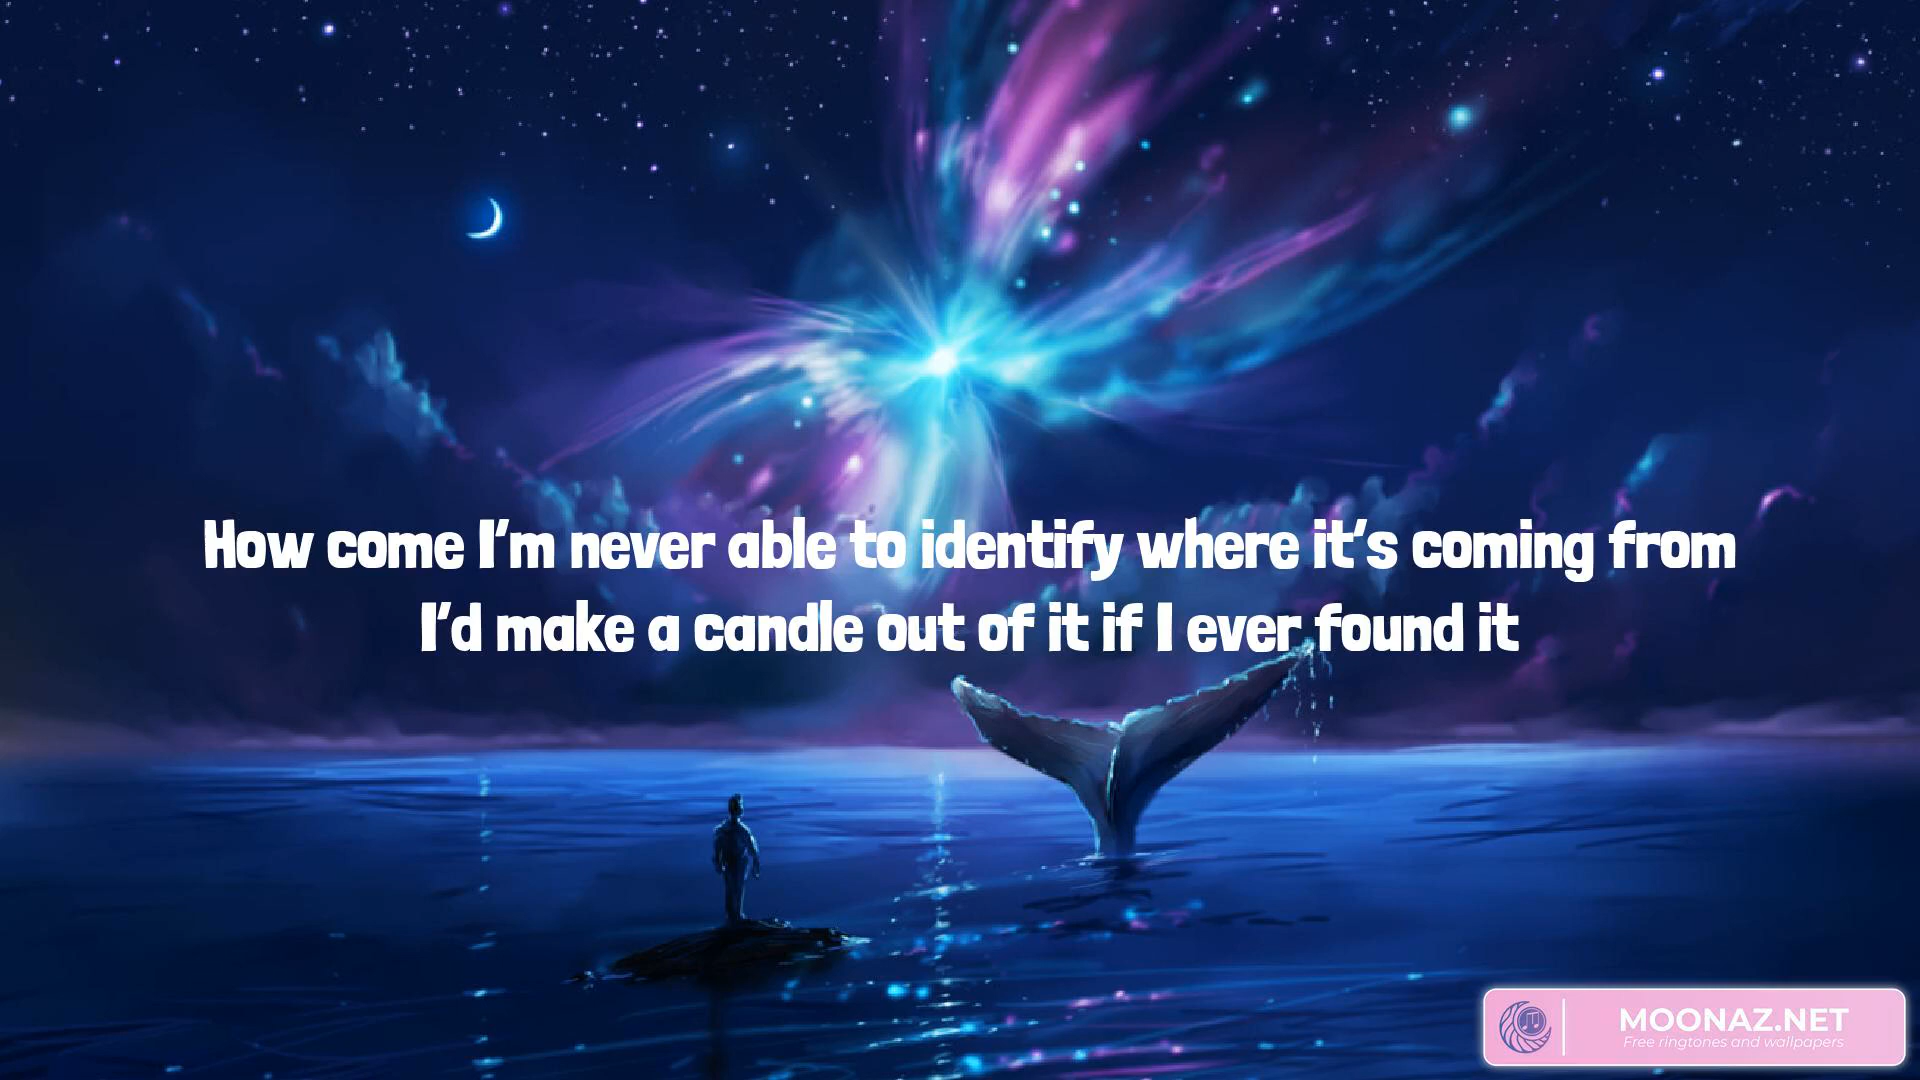 How come I'm never able to identify where it's coming from
I'd make a candle out of it if I ever found it
MOONAZ.NET
Free ringtones and wallpapers